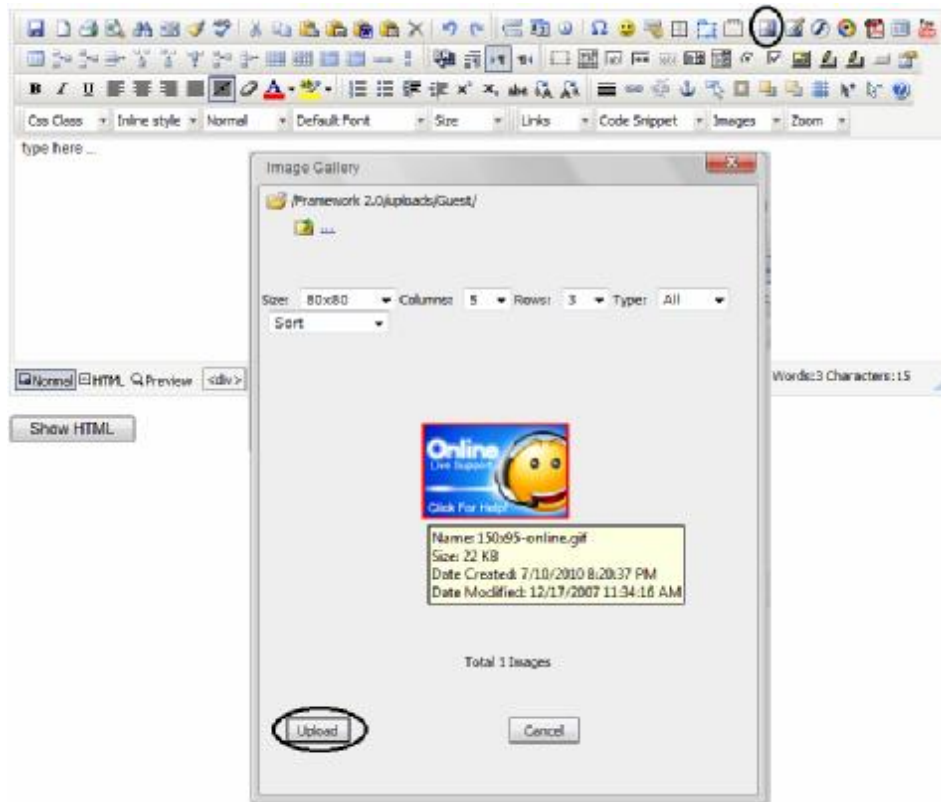 B I U
Css Class Inline style Normal Default Font Size Links Code Snippet Images Zoom
type here ...
Image Gallery
/Framework 2.0/uploads/Guest/
...
Size: 80x80 Columns: 5 Rows: 3 Type: All
Sort
Normal HTML Preview <div> Words:3 Characters:15
Show HTML
Online
Live Support
Click For Help!
Name: 150x95-online.gif
Size: 22 KB
Date Created: 7/10/2010 8:20:37 PM
Date Modified: 12/17/2007 11:34:16 AM
Total 1 Images
Upload Cancel